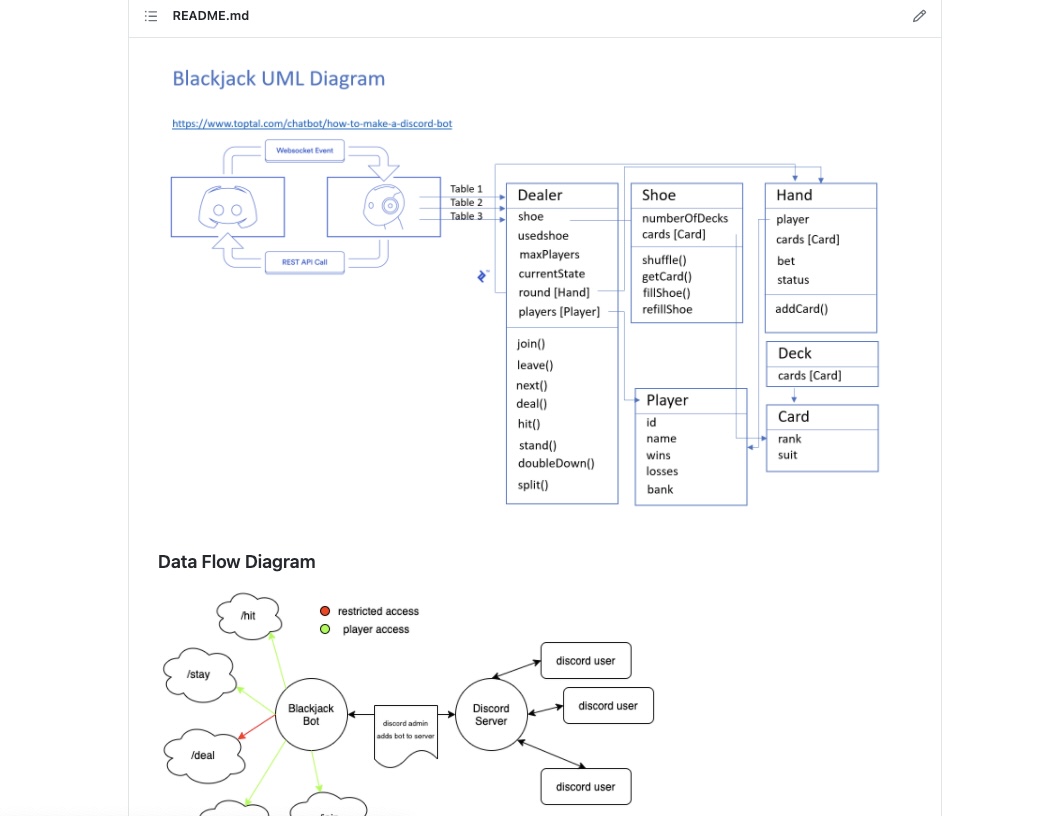 README.md
Blackjack UML Diagram
https://www.toptal.com/chatbot/how-to-make-a-discord-bot
Websocket Event
REST API Call
Table 1
Table 2
Table 3
Dealer
shoe
usedshoe
maxPlayers
currentState
round [Hand]
players [Player]
join()
leave()
next()
deal()
hit()
stand()
doubleDown()
split()
Shoe
numberOfDecks
cards [Card]
shuffle()
getCard()
fillShoe()
refillShoe
Hand
player
cards [Card]
bet
status
addCard()
Deck
cards [Card]
Card
rank
suit
Player
id
name
wins
losses
bank
Data Flow Diagram
restricted access
player access
/hit
/stay
/deal
Blackjack
Bot
discord admin
adds bot to server
Discord
Server
discord user
discord user
discord user